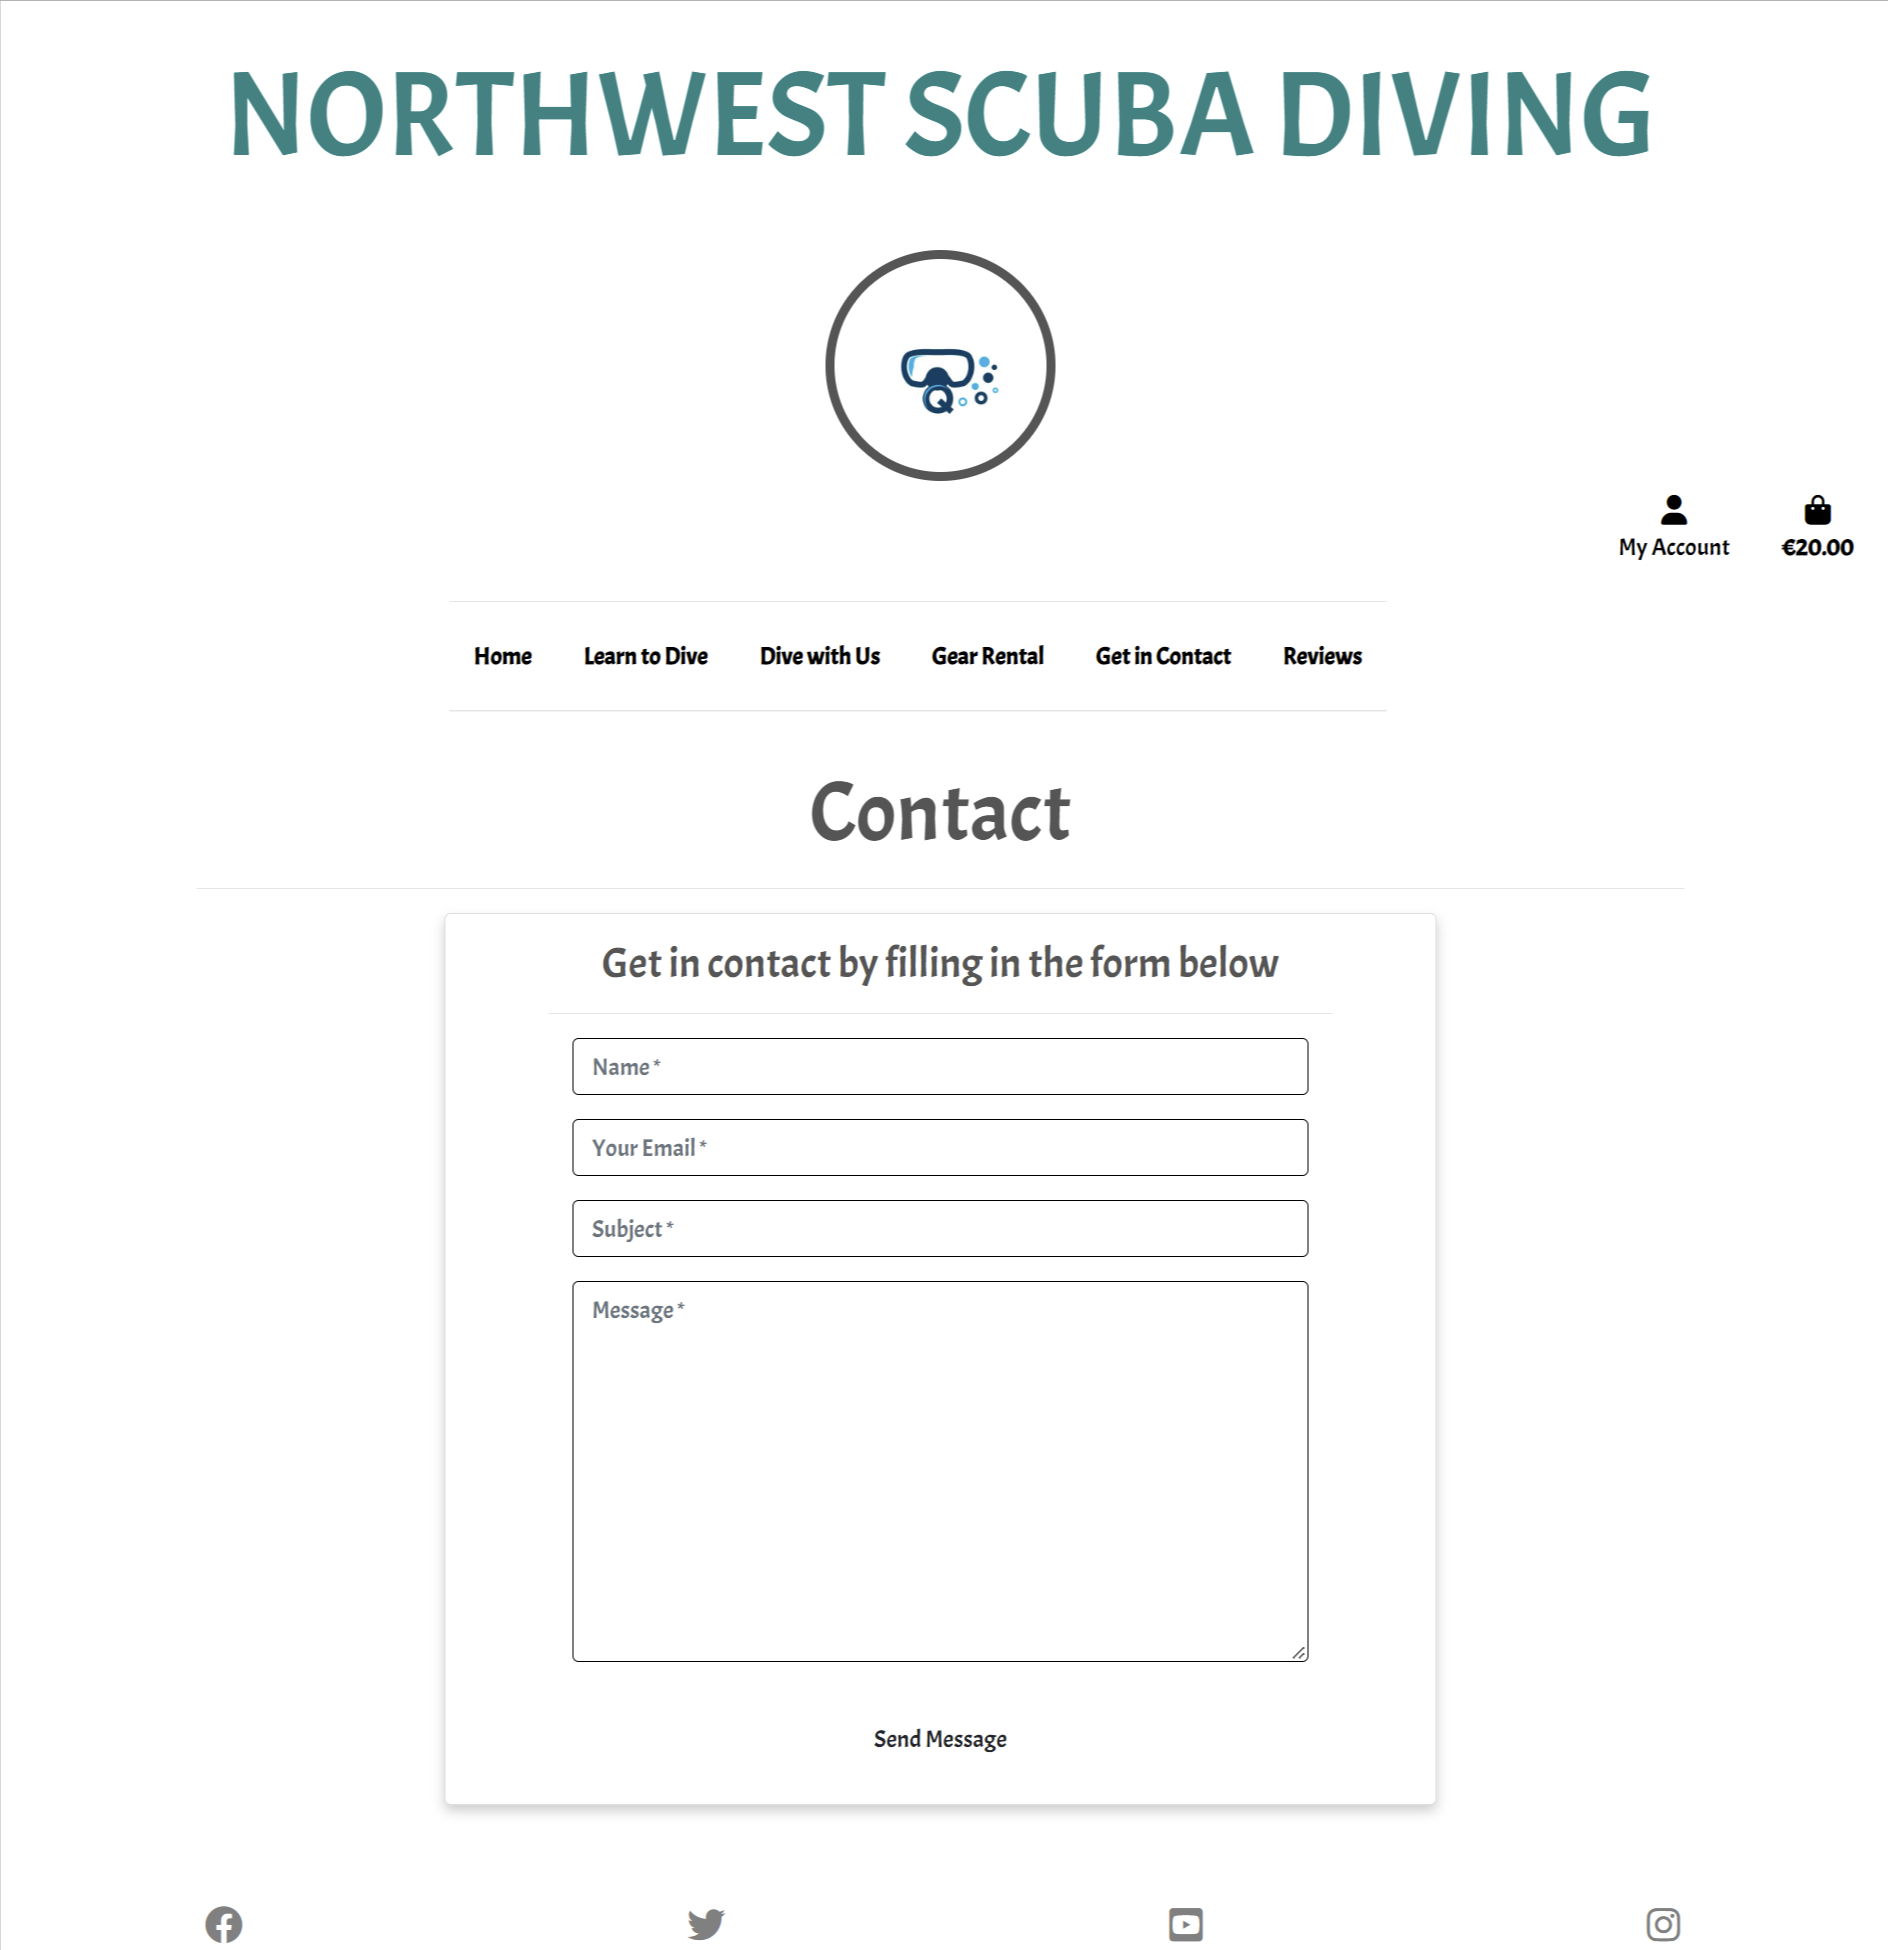 NORTHWEST SCUBA DIVING
Q
My Account
€20.00
Home Learn to Dive Dive with Us Gear Rental Get in Contact Reviews
Contact
Get in contact by filling in the form below
Name *
Your Email *
Subject *
Message *
Send Message